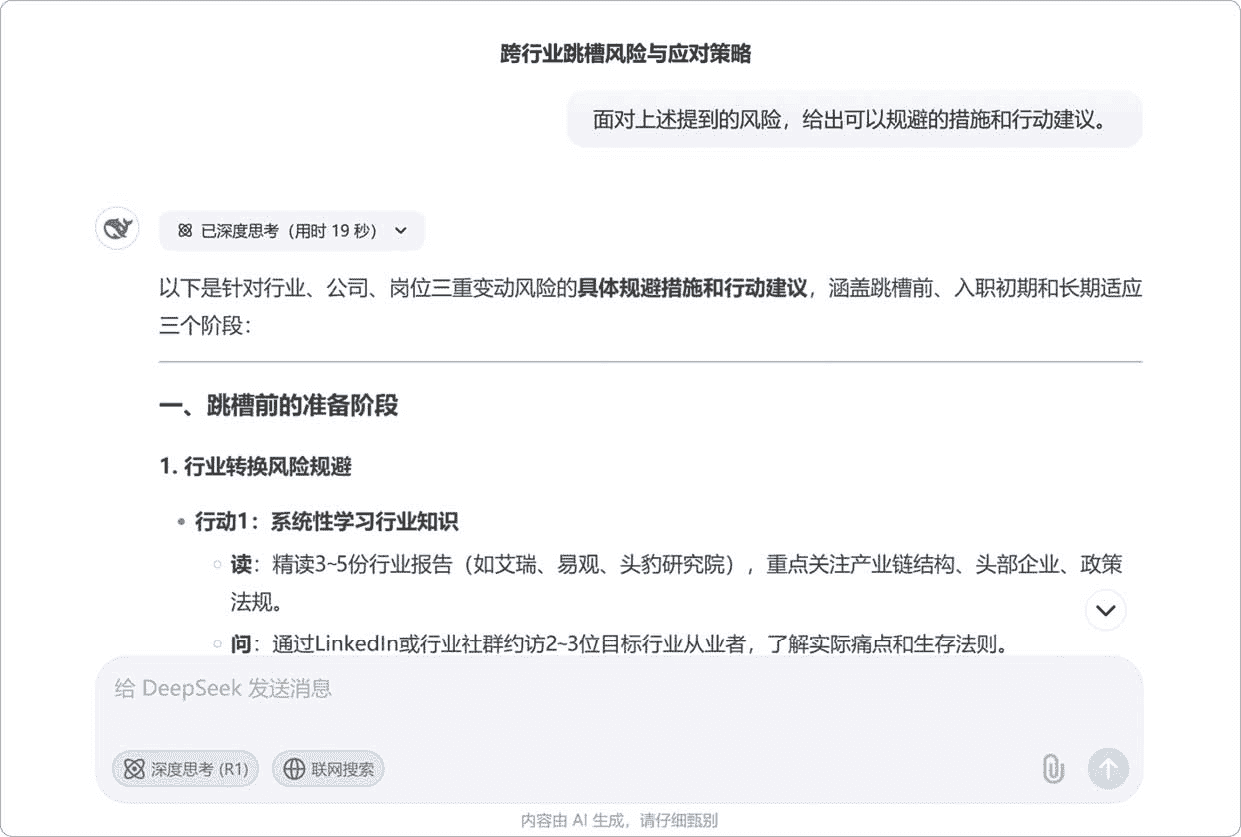 跨行业跳槽风险与应对策略
面对上述提到的风险，给出可以规避的措施和行动建议。
已深度思考（用时 19 秒）
以下是针对行业、公司、岗位三重变动风险的具体规避措施和行动建议，涵盖跳槽前、入职初期和长期适应
三个阶段：
一、跳槽前的准备阶段
1. 行业转换风险规避
行动1：系统性学习行业知识
读：精读3~5份行业报告（如艾瑞、易观、头豹研究院），重点关注产业链结构、头部企业、政策
法规。
问：通过LinkedIn或行业社群约访2~3位目标行业从业者，了解实际痛点和生存法则。
给 DeepSeek 发送消息
深度思考 (R1) 联网搜索
内容由 AI 生成，请仔细甄别